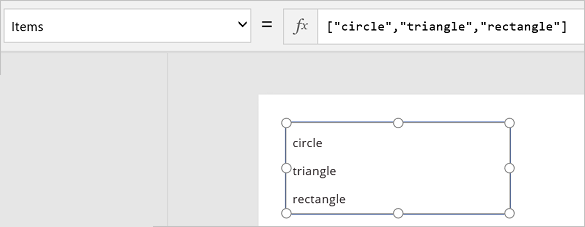 Items = fx ["circle","triangle","rectangle"]
circle
triangle
rectangle